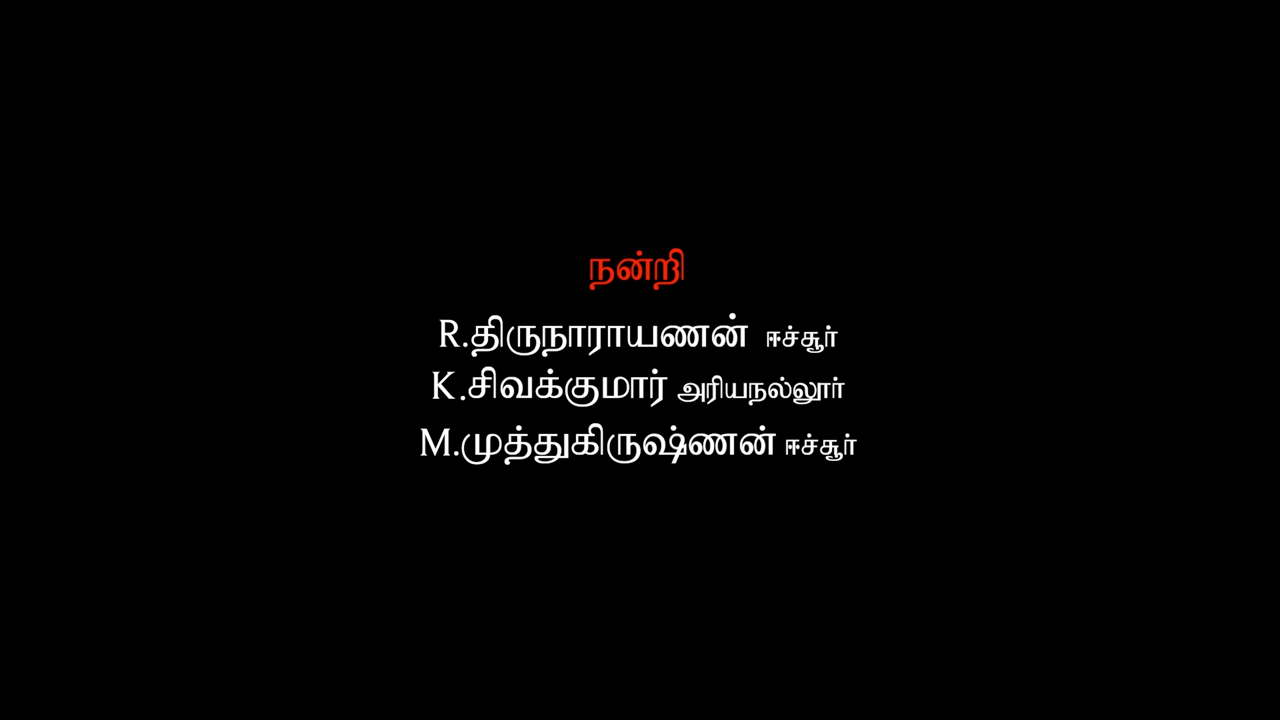 நன்றி
R.திருநாராயணன் ஈச்சூர்
K.சிவக்குமார் அரியநல்லூர்
M.முத்துகிருஷ்ணன் ஈச்சூர்